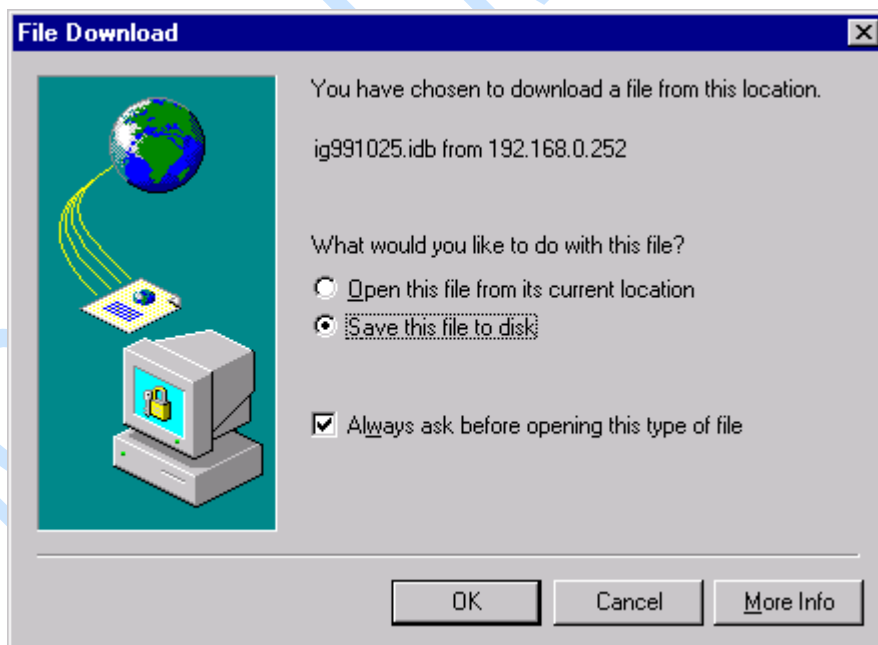 File Download
You have chosen to download a file from this location.
ig991025.idb from 192.168.0.252
What would you like to do with this file?
Open this file from its current location
Save this file to disk
Always ask before opening this type of file
OK
Cancel
More Info